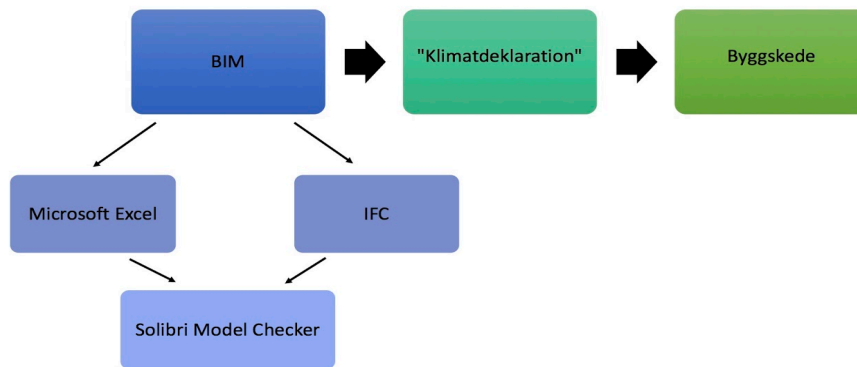 BIM
"Klimatdeklaration"
Byggskede
Microsoft Excel
IFC
Solibri Model Checker